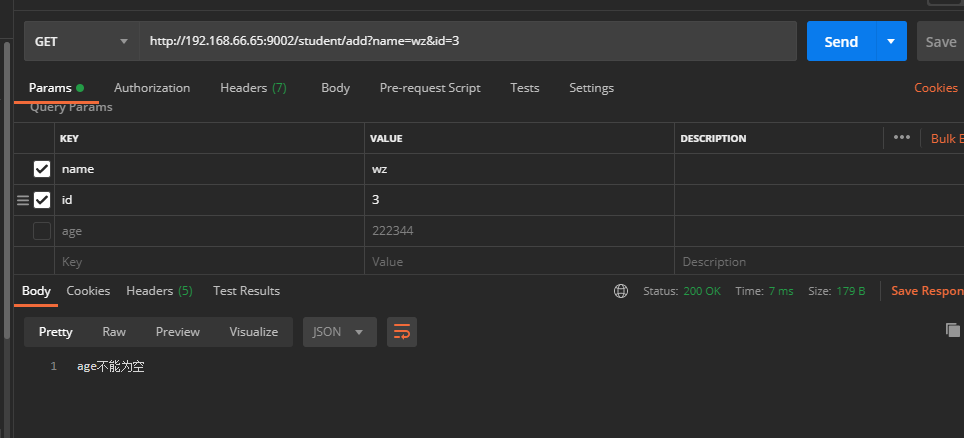 GET http://192.168.66.65:9002/student/add?name=wz&id=3 Send Save
Params Authorization Headers (7) Body Pre-request Script Tests Settings Cookies
Query Params
KEY VALUE DESCRIPTION ••• Bulk E
name wz
id 3
age 222344
Key Value Description
Body Cookies Headers (5) Test Results Status: 200 OK Time: 7 ms Size: 179 B Save Respon
Pretty Raw Preview Visualize JSON
1 age不能为空